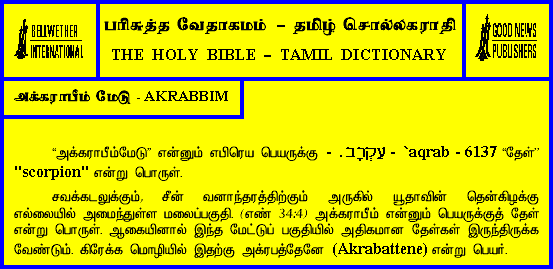 BELLWETHER
INTERNATIONAL
பரிசுத்த வேதாகமம் – தமிழ் சொல்லகராதி
THE HOLY BIBLE – TAMIL DICTIONARY
GOOD NEWS
PUBLISHERS
அக்கராபீம் மேடு - AKRABBIM
“அக்கராபீம்மேடு” என்னும் எபிரெய பெயருக்கு - עַקְרָב. - `aqrab - 6137 “தேள்”
"scorpion" என்று பொருள்.
சவக்கடலுக்கும், சீன் வனாந்தரத்திற்கும் அருகில் யூதாவின் தென்கிழக்கு
எல்லையில் அமைந்துள்ள மலைப்பகுதி. (எண் 34:4) அக்கராபீம் என்னும் பெயருக்குத் தேள்
என்று பொருள். ஆகையினால் இந்த மேட்டுப் பகுதியில் அதிகமான தேள்கள் இருந்திருக்க
வேண்டும். கிரேக்க மொழியில் இதற்கு அக்ரபத்தேனே (Akrabattene) என்று பெயர்.